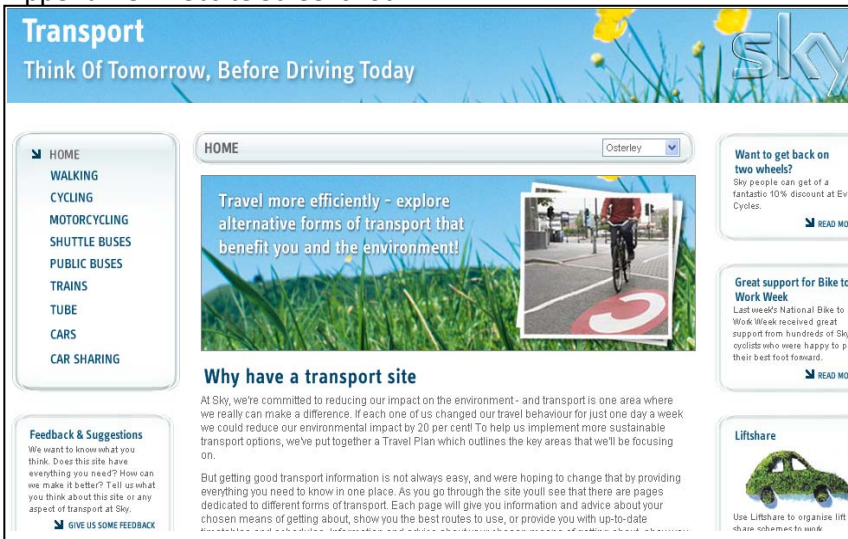 Transport
Think Of Tomorrow, Before Driving Today
sky
HOME
WALKING
CYCLING
MOTORCYCLING
SHUTTLE BUSES
PUBLIC BUSES
TRAINS
TUBE
CARS
CAR SHARING
Feedback & Suggestions
We want to know what you
think. Does this site have
everything you need? How can
we make it better? Tell us what
you think about this site or any
aspect of transport at Sky.
GIVE US SOME FEEDBACK
HOME
Osterley
Travel more efficiently - explore
alternative forms of transport that
benefit you and the environment!
Why have a transport site
At Sky, we're committed to reducing our impact on the environment - and transport is one area where
we really can make a difference. If each one of us changed our travel behaviour for just one day a week
we could reduce our environmental impact by 20 per cent! To help us implement more sustainable
transport options, we've put together a Travel Plan which outlines the key areas that we'll be focusing
on.
But getting good transport information is not always easy, and were hoping to change that by providing
everything you need to know in one place. As you go through the site youll see that there are pages
dedicated to different forms of transport. Each page will give you information and advice about your
chosen means of getting about, show you the best routes to use, or provide you with up-to-date
Want to get back on
two wheels?
Sky people can get of a
fantastic 10% discount at
Cycles.
READ
Great support for Bike to
Work Week
Last week's National Bike to
Work Week received great
support from hundreds of Sky
cyclists who were happy to
their best foot forward.
READ
Liftshare
Use Liftshare to organise lift
share schemes to work